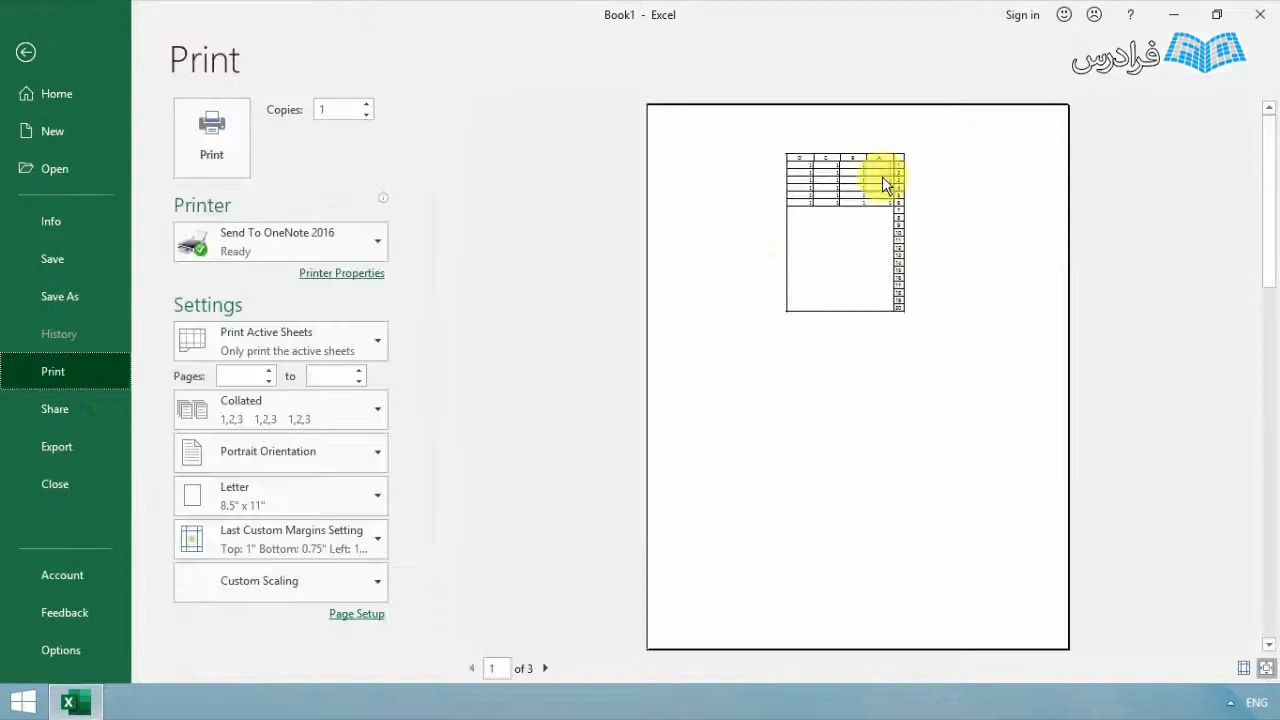 Book1 - Excel
Sign in
?
فرادرس
Print
Home
New
Open
Info
Save
Save As
History
Print
Share
Export
Close
Account
Feedback
Options
Print
Copies: 1
Printer
Send To OneNote 2016
Ready
Printer Properties
Settings
Print Active Sheets
Only print the active sheets
Pages: to
Collated
1,2,3 1,2,3 1,2,3
Portrait Orientation
Letter
8.5" x 11"
Last Custom Margins Setting
Top: 1" Bottom: 0.75" Left: 1...
Custom Scaling
Page Setup
D C B A
1 of 3
ENG